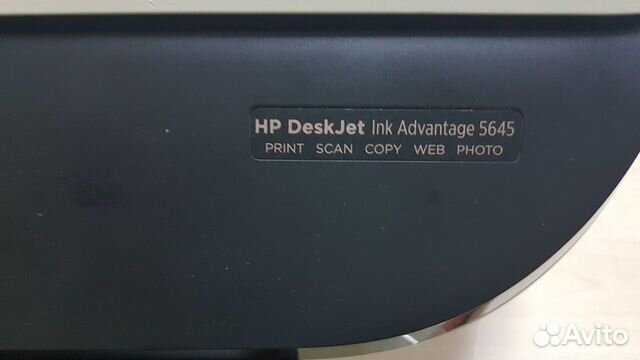 HP DeskJet Ink Advantage 5645
PRINT SCAN COPY WEB PHOTO
Avito